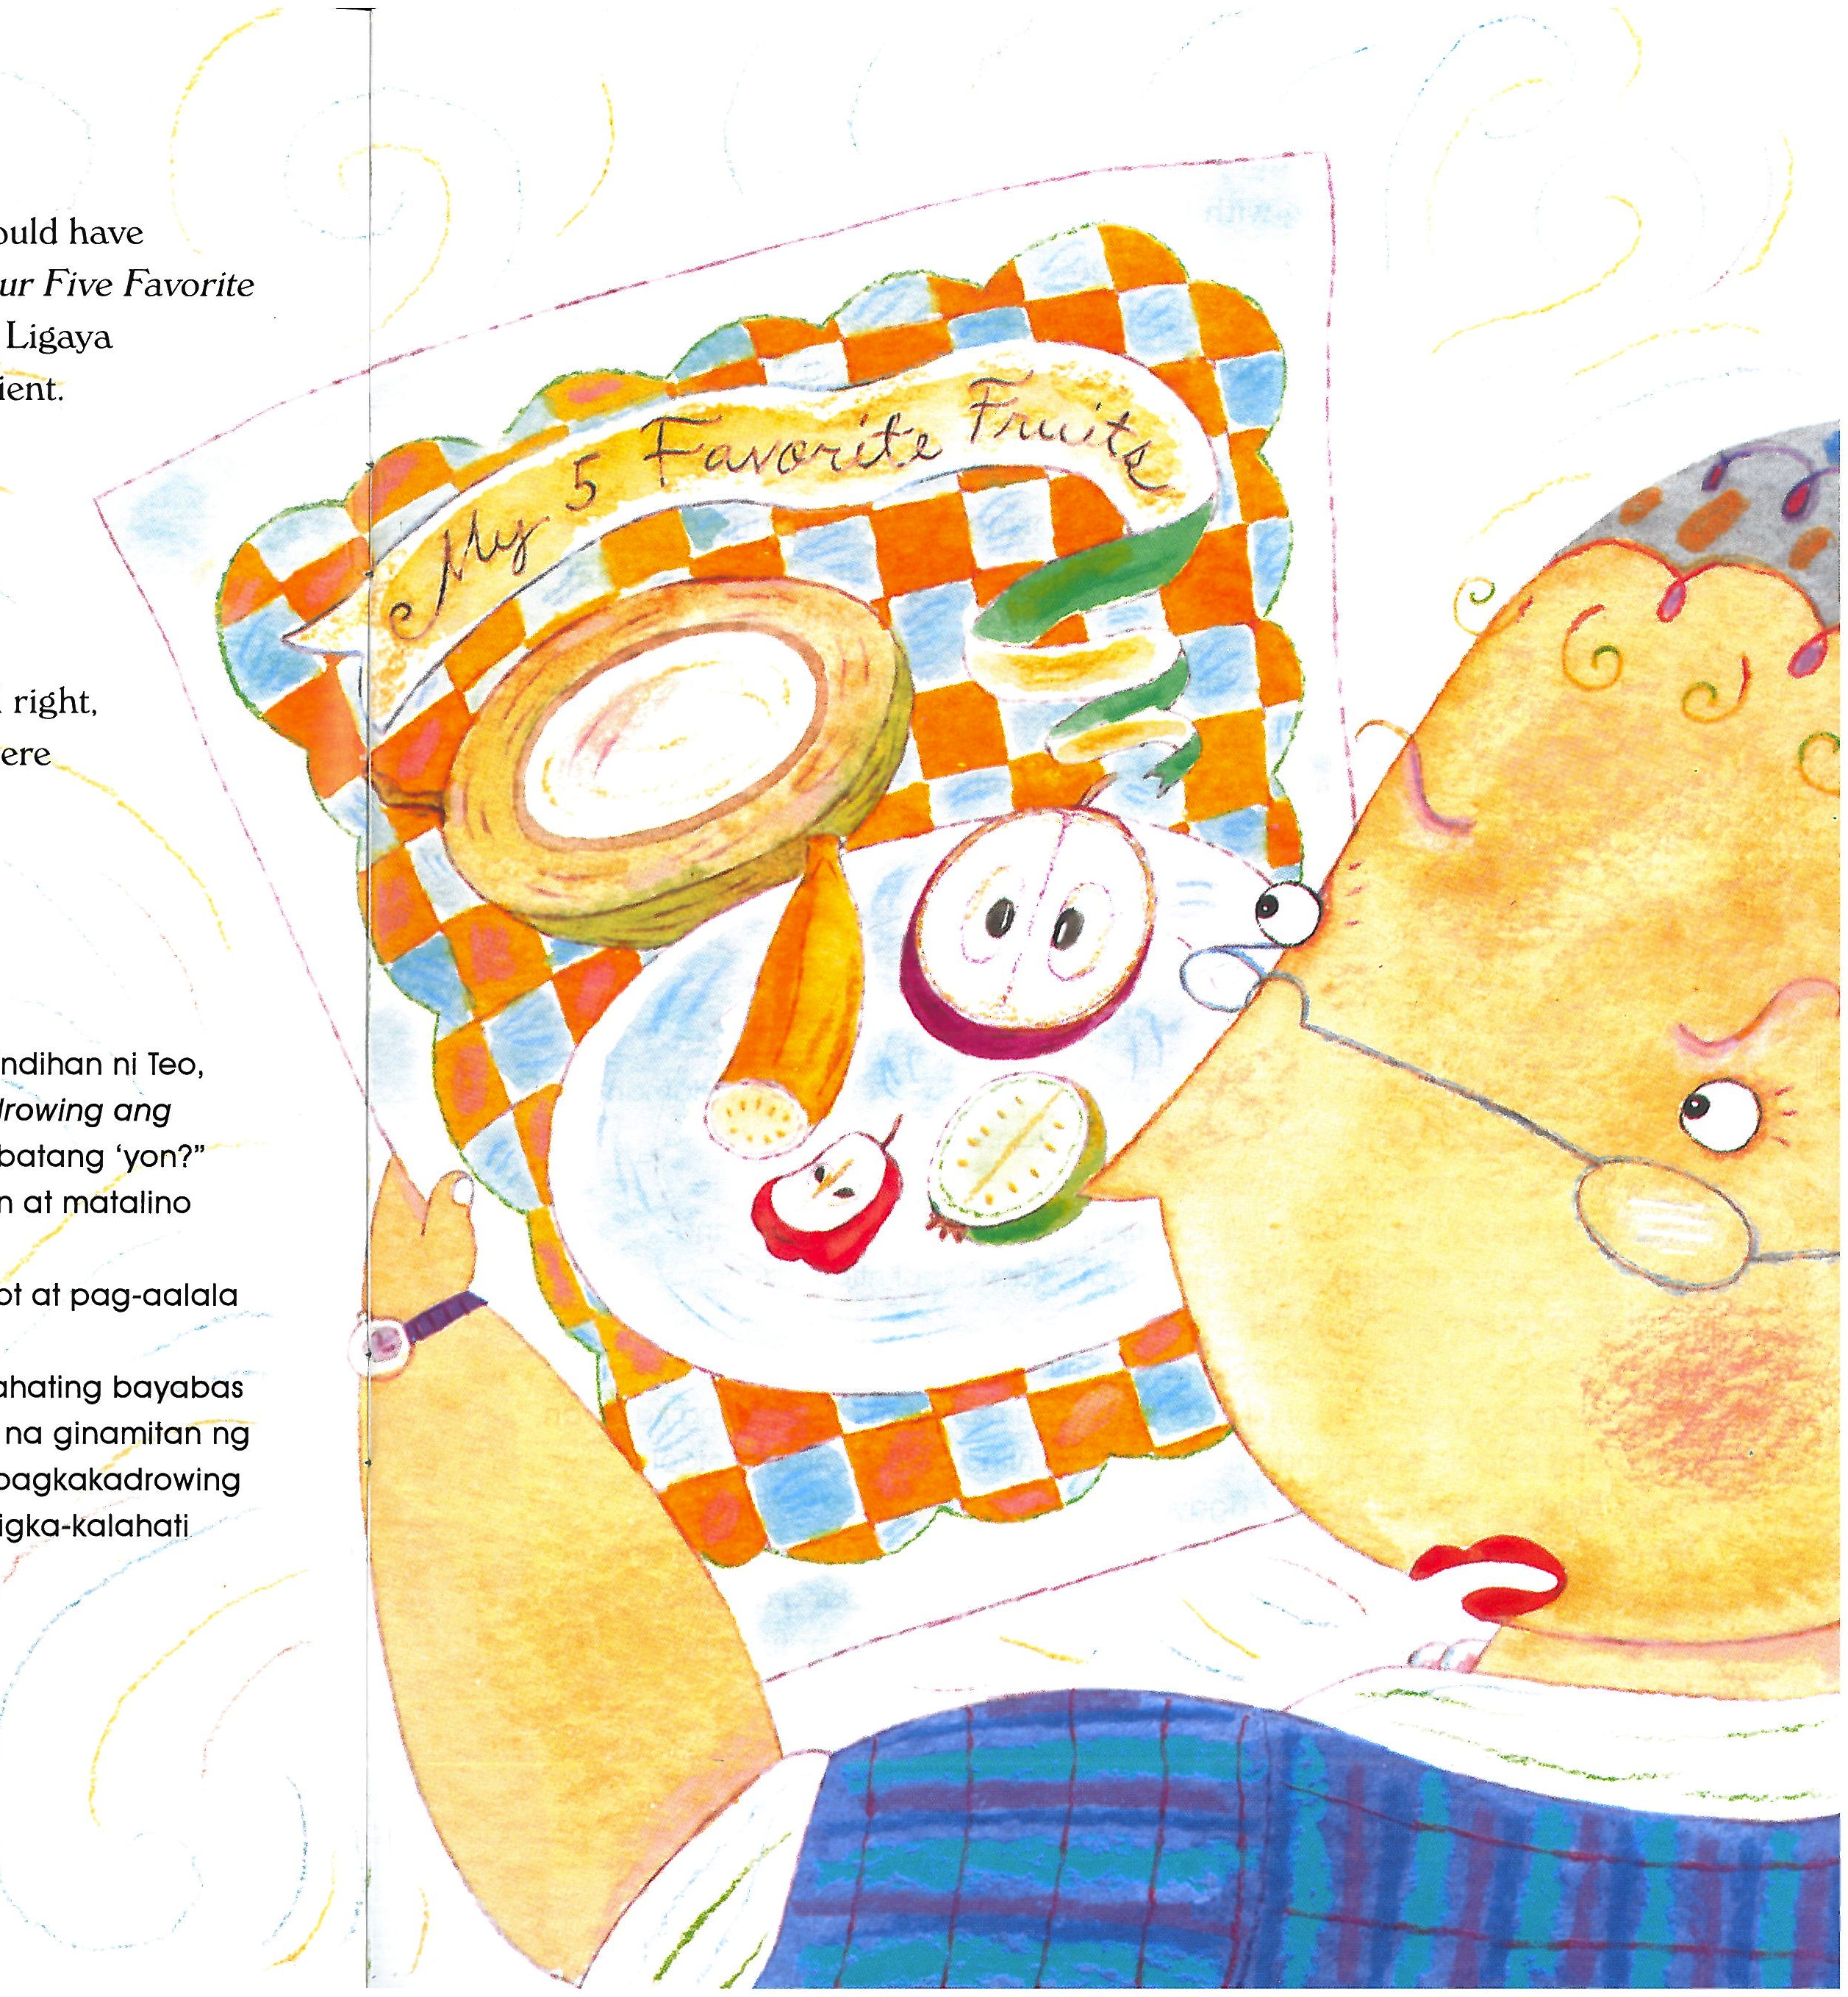 ould have
ur Five Favorite
Ligaya
ient.
right,
ere
ndihan ni Teo,
drowing ang
batang ‘yon?”
n at matalino
ot at pag-aalala
ahating bayabas
na ginamitan ng
pagkakadrowing
igka-kalahati
My 5 Favorite Fruits